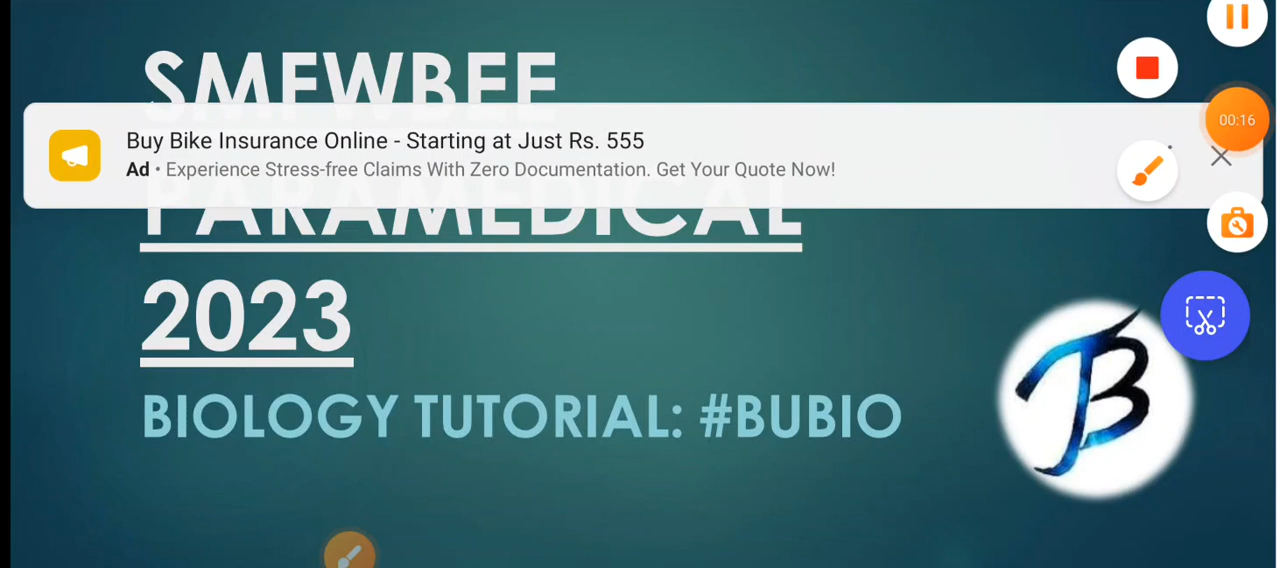 SMFWBEE
Buy Bike Insurance Online - Starting at Just Rs. 555
Ad • Experience Stress-free Claims With Zero Documentation. Get Your Quote Now!
PARAMEDICAL
2023
BIOLOGY TUTORIAL: #BUBIO
00:16
TB